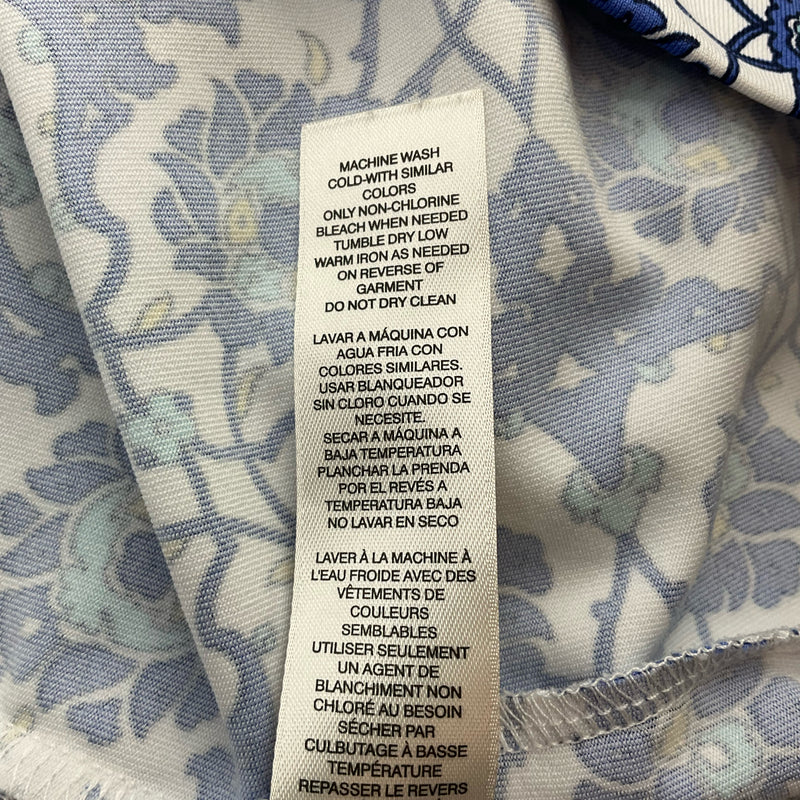 MACHINE WASH
COLD-WITH SIMILAR
COLORS
ONLY NON-CHLORINE
BLEACH WHEN NEEDED
TUMBLE DRY LOW
WARM IRON AS NEEDED
ON REVERSE OF
GARMENT
DO NOT DRY CLEAN
LAVAR A MÁQUINA CON
AGUA FRIA CON
COLORES SIMILARES.
USAR BLANQUEADOR
SIN CLORO CUANDO SE
NECESITE.
SECAR A MÁQUINA A
BAJA TEMPERATURA
PLANCHAR LA PRENDA
POR EL REVÉS A
TEMPERATURA BAJA
NO LAVAR EN SECO
LAVER À LA MACHINE À
L'EAU FROIDE AVEC DES
VÊTEMENTS DE
COULEURS
SEMBLABLES
UTILISER SEULEMENT
UN AGENT DE
BLANCHIMENT NON
CHLORÉ AU BESOIN
SÉCHER PAR
CULBUTAGE À BASSE
TEMPÉRATURE
REPASSER LE REVERS